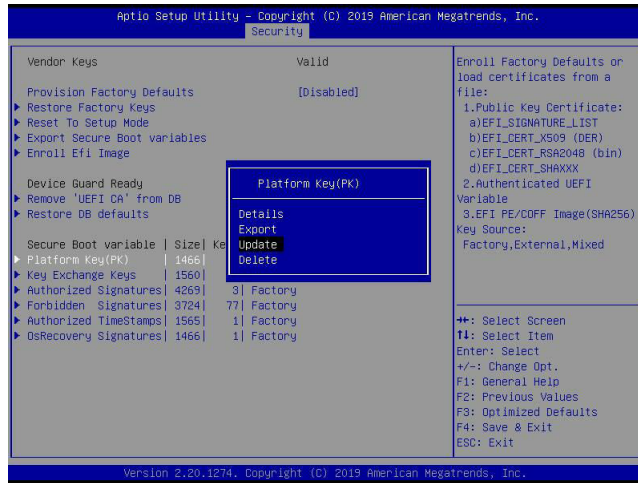 Aptio Setup Utility – Copyright (C) 2019 American Megatrends, Inc.
Security
Vendor Keys Valid
Provision Factory Defaults [Disabled]
Restore Factory Keys
Reset To Setup Mode
Export Secure Boot variables
Enroll Efi Image
Device Guard Ready
Remove 'UEFI CA' from DB
Restore DB defaults
Secure Boot variable | Size| Ke
Platform Key(PK) | 1466|
Key Exchange Keys | 1560|
Authorized Signatures| 4269| 3| Factory
Forbidden Signatures| 3724| 77| Factory
Authorized TimeStamps| 1565| 1| Factory
OsRecovery Signatures| 1466| 1| Factory
Platform Key(PK)
Details
Export
Update
Delete
Enroll Factory Defaults or
load certificates from a
file:
1.Public Key Certificate:
a)EFI_SIGNATURE_LIST
b)EFI_CERT_X509 (DER)
c)EFI_CERT_RSA2048 (bin)
d)EFI_CERT_SHAXXX
2.Authenticated UEFI
Variable
3.EFI PE/COFF Image(SHA256)
Key Source:
Factory,External,Mixed
→←: Select Screen
↑↓: Select Item
Enter: Select
+/-: Change Opt.
F1: General Help
F2: Previous Values
F3: Optimized Defaults
F4: Save & Exit
ESC: Exit
Version 2.20.1274. Copyright (C) 2019 American Megatrends, Inc.